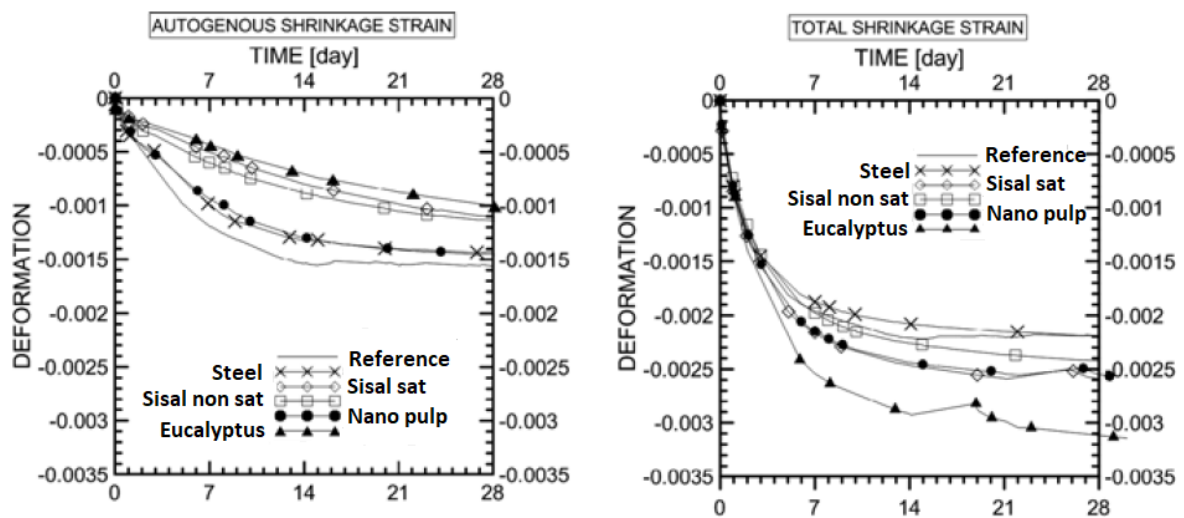 AUTOGENOUS SHRINKAGE STRAIN
TIME [day]
0 7 14 21 28
0 0
-0.0005 -0.0005
-0.001 -0.001
-0.0015 -0.0015
-0.002 -0.002
-0.0025 -0.0025
-0.003 -0.003
-0.0035 -0.0035
0 7 14 21 28
DEFORMATION
Reference
Steel
Sisal sat
Sisal non sat
Nano pulp
Eucalyptus
TOTAL SHRINKAGE STRAIN
TIME [day]
0 7 14 21 28
0 0
-0.0005 -0.0005
-0.001 -0.001
-0.0015 -0.0015
-0.002 -0.002
-0.0025 -0.0025
-0.003 -0.003
-0.0035 -0.0035
0 7 14 21 28
DEFORMATION
Reference
Steel
Sisal sat
Sisal non sat
Nano pulp
Eucalyptus